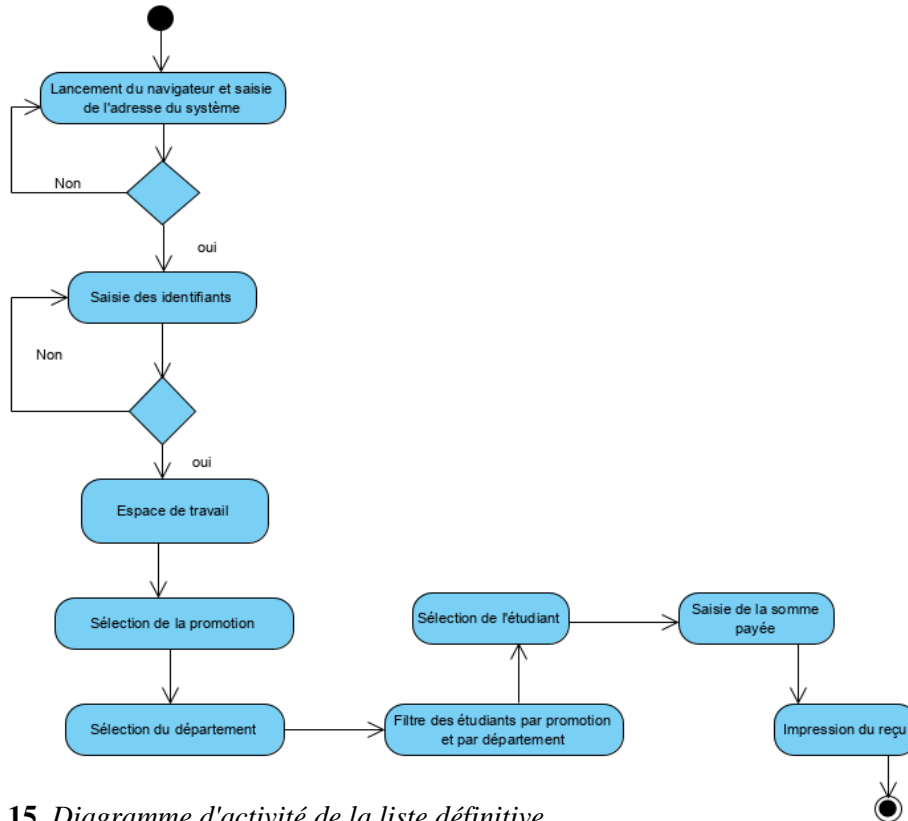 Lancement du navigateur et saisie
de l'adresse du système
Non
oui
Saisie des identifiants
Non
oui
Espace de travail
Sélection de la promotion
Sélection du département
Filtre des étudiants par promotion
et par département
Sélection de l'étudiant
Saisie de la somme
payée
Impression du reçu
15. Diagramme d'activité de la liste définitive